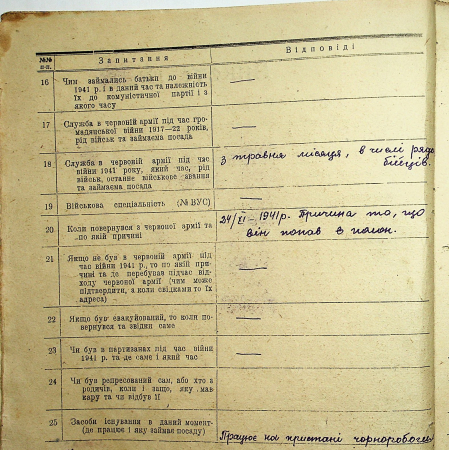 №№ п-п. Запитання Відповіді
16 Чим займались батьки до війни
1941 р. і в даний час та належність
їх до комуністичної партії і з
якого часу —
17 Служба в червоній армії під час гро-
мадянської війни 1917—22 років,
рід військ та займаєма посада —
18 Служба в червоній армії під час
війни 1941 року, який час, рід
військ, останнє військове звання
та займаєма посада
з травня місяця, в числі рядо
бійців.
—
19 Військова спеціальність (№ ВУС) —
20 Коли повернувся з червоної армії та
по якій причині
24/XI - 1941 р. Причина то, що
він попав в полон.
21 Якщо не був в червоній армії під
час війни 1941 р., то по якій при-
чині та де перебував підчас від-
ходу червоної армії (чим може
підтвердити, а коли свідками то їх
адреса) —
22 Якщо був евакуйований, то коли по-
вернувся та звідки саме —
23 Чи був в партизанах під час війни
1941 р. та де саме і який час —
24 Чи був репресований сам, або хто з
родичів, коли і защо, яку мав
кару та чи відбув її —
25 Засоби існування в даний момент-
(де працює і яку займає посаду)
Працює на пристані чорноробочим